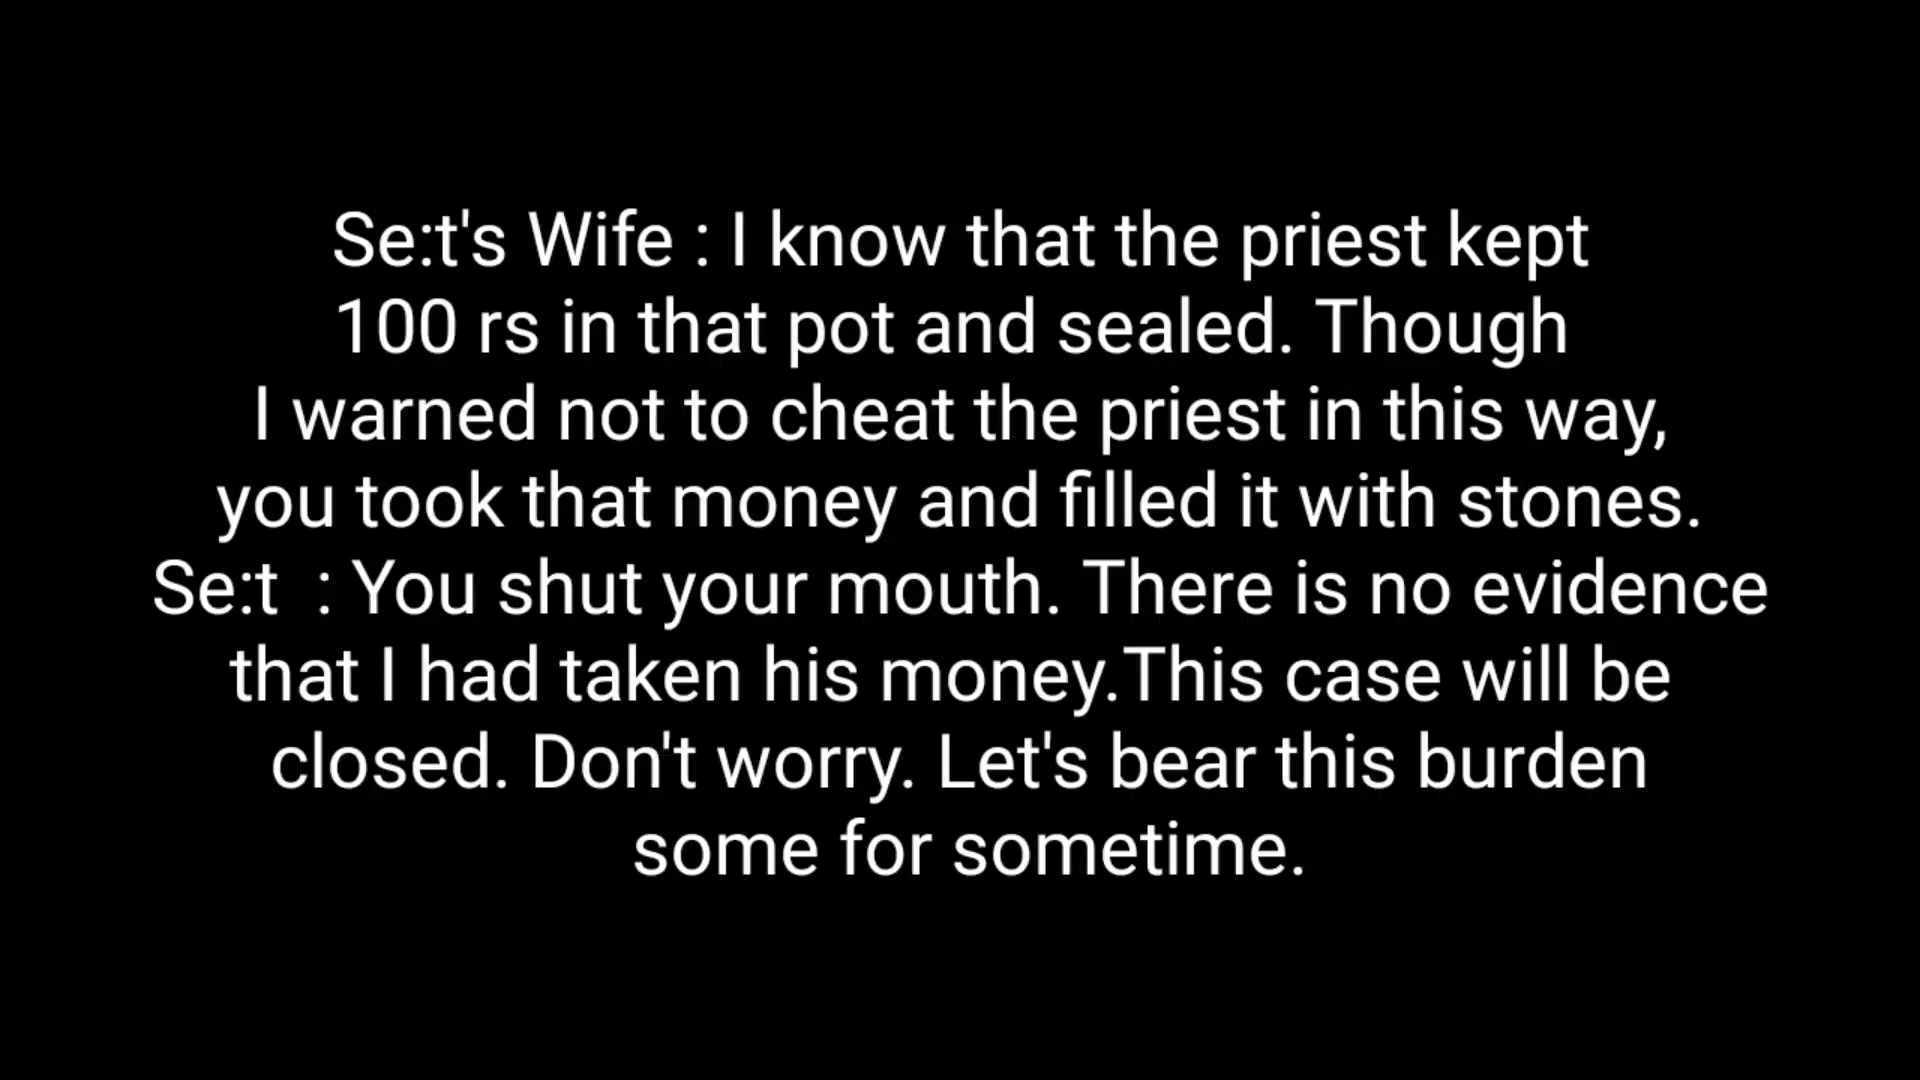 Se:t's Wife : I know that the priest kept
100 rs in that pot and sealed. Though
I warned not to cheat the priest in this way,
you took that money and filled it with stones.
Se:t  : You shut your mouth. There is no evidence
that I had taken his money.This case will be
closed. Don't worry. Let's bear this burden
some for sometime.